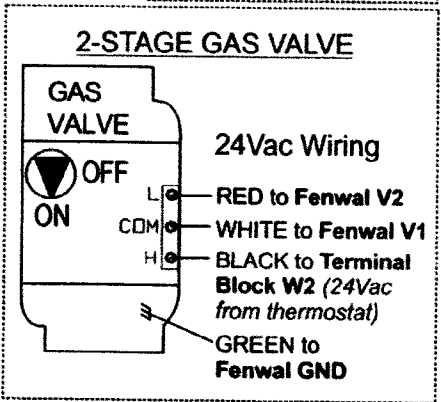 2-STAGE GAS VALVE
GAS
VALVE
OFF
ON
24Vac Wiring
L RED to Fenwal V2
COM WHITE to Fenwal V1
H BLACK to Terminal
Block W2 (24Vac
from thermostat)
GREEN to
Fenwal GND